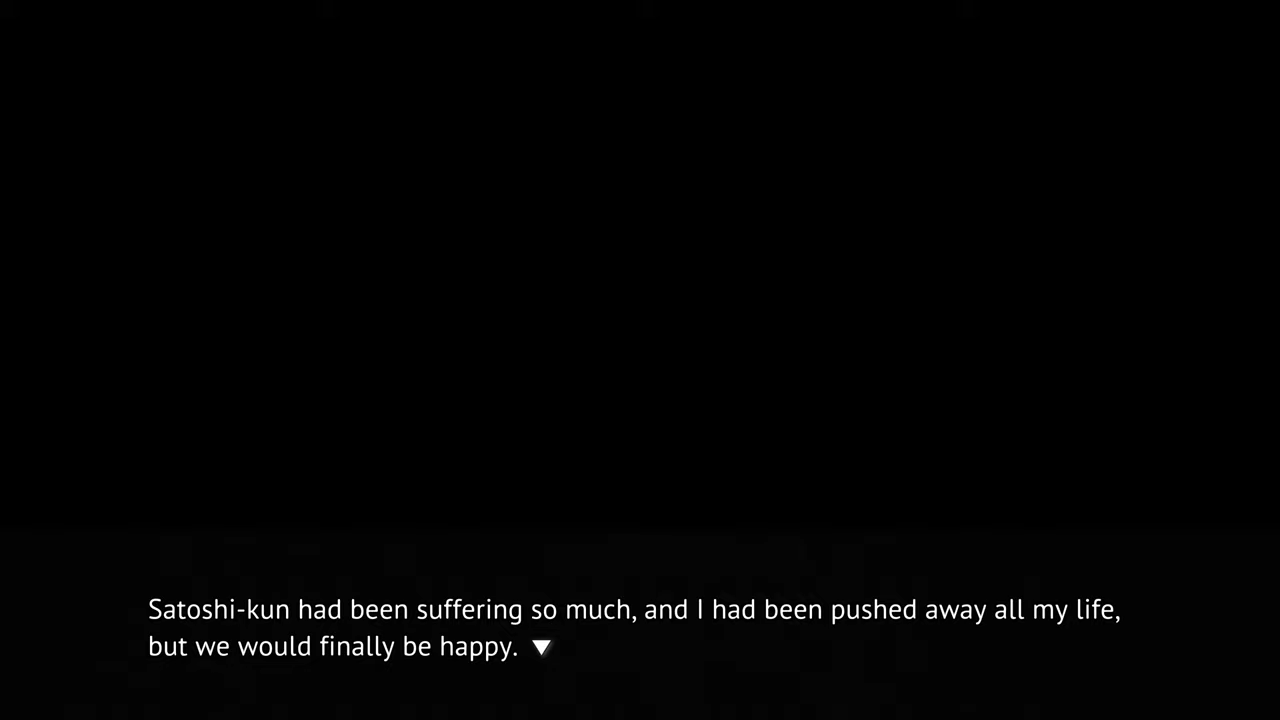 Satoshi-kun had been suffering so much, and I had been pushed away all my life,
but we would finally be happy.